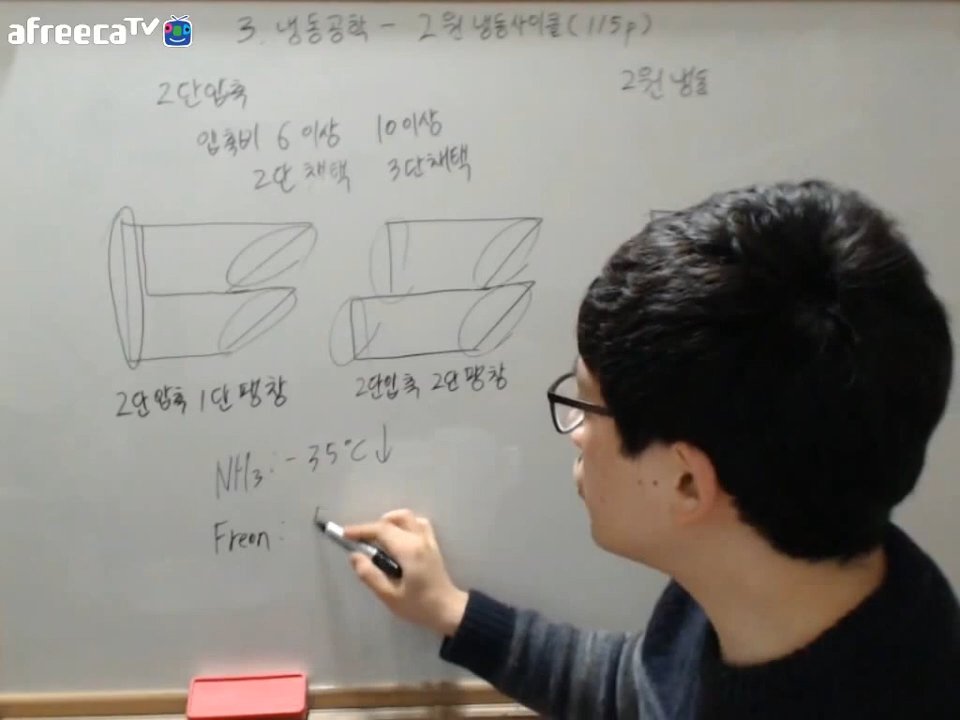 afreecaTV
3. 냉동공학 - 2원 냉동사이클 (115p)
2단압축
2원 냉동
압축비 6 이상 10이상
2단 채택 3단채택
2단압축 1단 팽창
2단압축 2단 팽창
NH₃: -35℃ ↓
Freon: